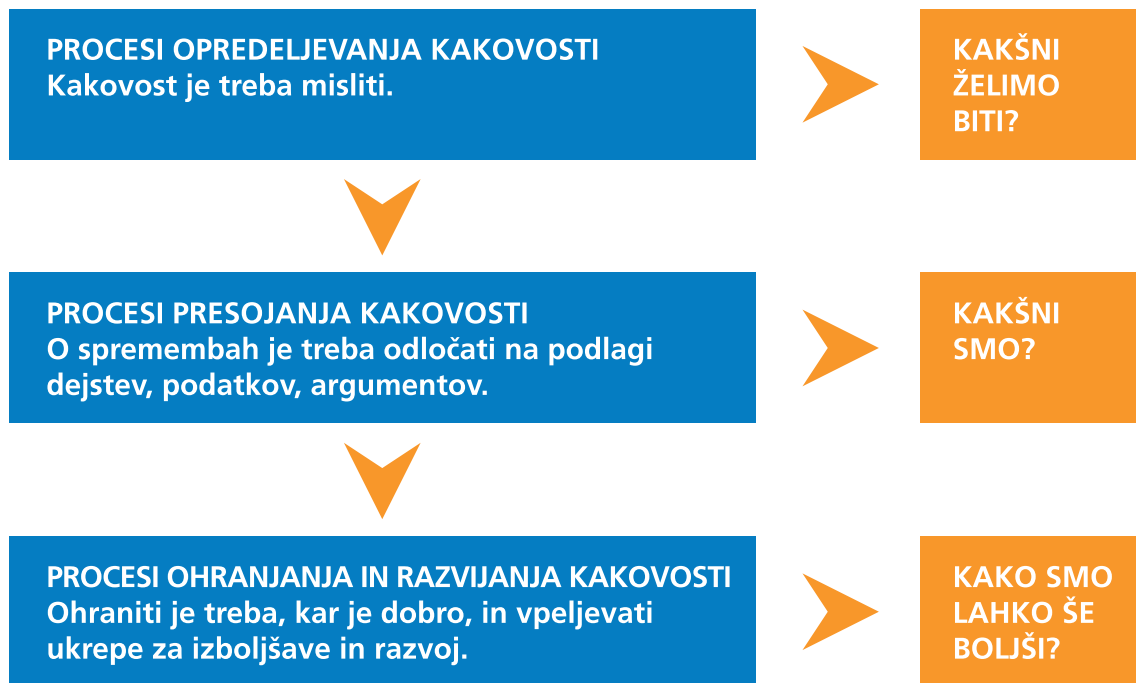 PROCESI OPREDELJEVANJA KAKOVOSTI
Kakovost je treba misliti.
KAKŠNI
ŽELIMO
BITI?
PROCESI PRESOJANJA KAKOVOSTI
O spremembah je treba odločati na podlagi
dejstev, podatkov, argumentov.
KAKŠNI
SMO?
PROCESI OHRANJANJA IN RAZVIJANJA KAKOVOSTI
Ohraniti je treba, kar je dobro, in vpeljevati
ukrepe za izboljšave in razvoj.
KAKO SMO
LAHKO ŠE
BOLJŠI?